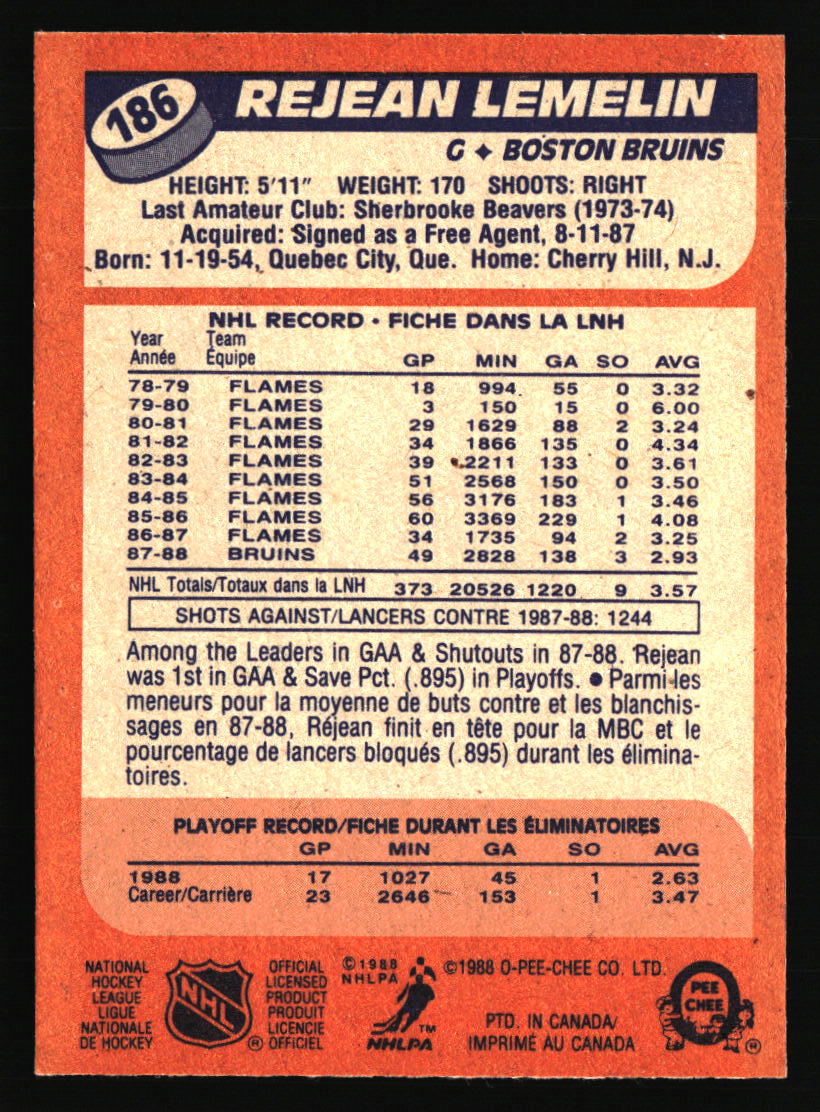 186
REJEAN LEMELIN
G ✦ BOSTON BRUINS
HEIGHT: 5'11" WEIGHT: 170 SHOOTS: RIGHT
Last Amateur Club: Sherbrooke Beavers (1973-74)
Acquired: Signed as a Free Agent, 8-11-87
Born: 11-19-54, Quebec City, Que. Home: Cherry Hill, N.J.
NHL RECORD • FICHE DANS LA LNH
Year Team
Année Équipe GP MIN GA SO AVG
78-79 FLAMES 18 994 55 0 3.32
79-80 FLAMES 3 150 15 0 6.00
80-81 FLAMES 29 1629 88 2 3.24
81-82 FLAMES 34 1866 135 0 4.34
82-83 FLAMES 39 2211 133 0 3.61
83-84 FLAMES 51 2568 150 0 3.50
84-85 FLAMES 56 3176 183 1 3.46
85-86 FLAMES 60 3369 229 1 4.08
86-87 FLAMES 34 1735 94 2 3.25
87-88 BRUINS 49 2828 138 3 2.93
NHL Totals/Totaux dans la LNH 373 20526 1220 9 3.57
SHOTS AGAINST/LANCERS CONTRE 1987-88: 1244
Among the Leaders in GAA & Shutouts in 87-88. Rejean
was 1st in GAA & Save Pct. (.895) in Playoffs. ● Parmi les
meneurs pour la moyenne de buts contre et les blanchis-
sages en 87-88, Réjean finit en tête pour la MBC et le
pourcentage de lancers bloqués (.895) durant les élimina-
toires.
PLAYOFF RECORD/FICHE DURANT LES ÉLIMINATOIRES
GP MIN GA SO AVG
1988 17 1027 45 1 2.63
Career/Carrière 23 2646 153 1 3.47
NATIONAL
HOCKEY
LEAGUE
LIGUE
NATIONALE
DE HOCKEY
NHL
®
OFFICIAL
LICENSED
PRODUCT
PRODUIT
LICENCIE
OFFICIEL
©1988
NHLPA
™
NHLPA
©1988 O-PEE-CHEE CO. LTD.
PTD. IN CANADA/
IMPRIMÉ AU CANADA
PEE
CHEE
®